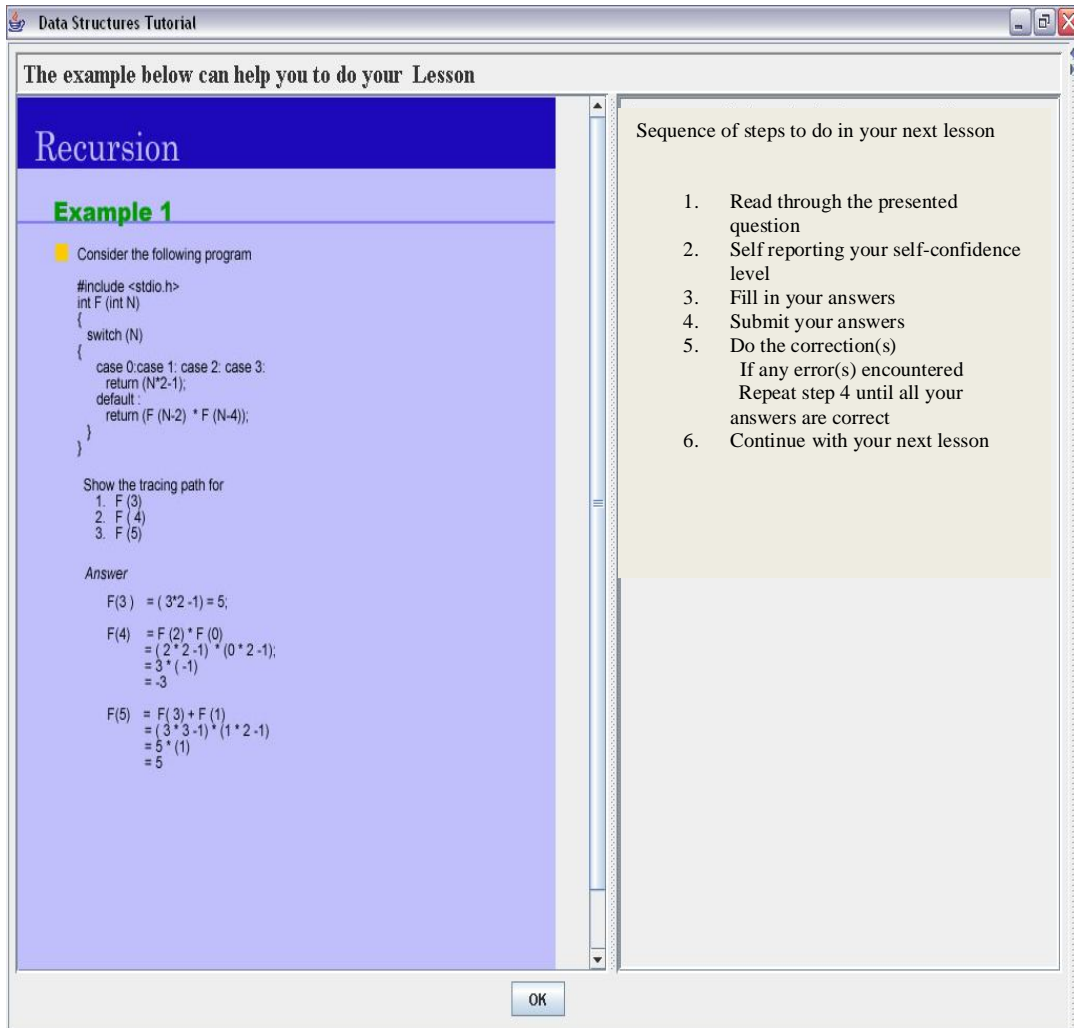 Data Structures Tutorial
The example below can help you to do your Lesson
Recursion
Example 1
Consider the following program
#include <stdio.h>
int F (int N)
{
switch (N)
{
case 0:case 1: case 2: case 3:
return (N*2-1);
default :
return (F (N-2) * F (N-4));
}
}
Show the tracing path for
1. F (3)
2. F ( 4)
3. F (5)
Answer
F(3 ) = ( 3*2 -1) = 5;
F(4) = F (2) * F (0)
= ( 2 * 2 -1) * (0 * 2 -1);
= 3 * ( -1)
= -3
F(5) = F( 3) + F (1)
= ( 3 * 3 -1) * (1 * 2 -1)
= 5 * (1)
= 5
Sequence of steps to do in your next lesson
1. Read through the presented
question
2. Self reporting your self-confidence
level
3. Fill in your answers
4. Submit your answers
5. Do the correction(s)
If any error(s) encountered
Repeat step 4 until all your
answers are correct
6. Continue with your next lesson
OK